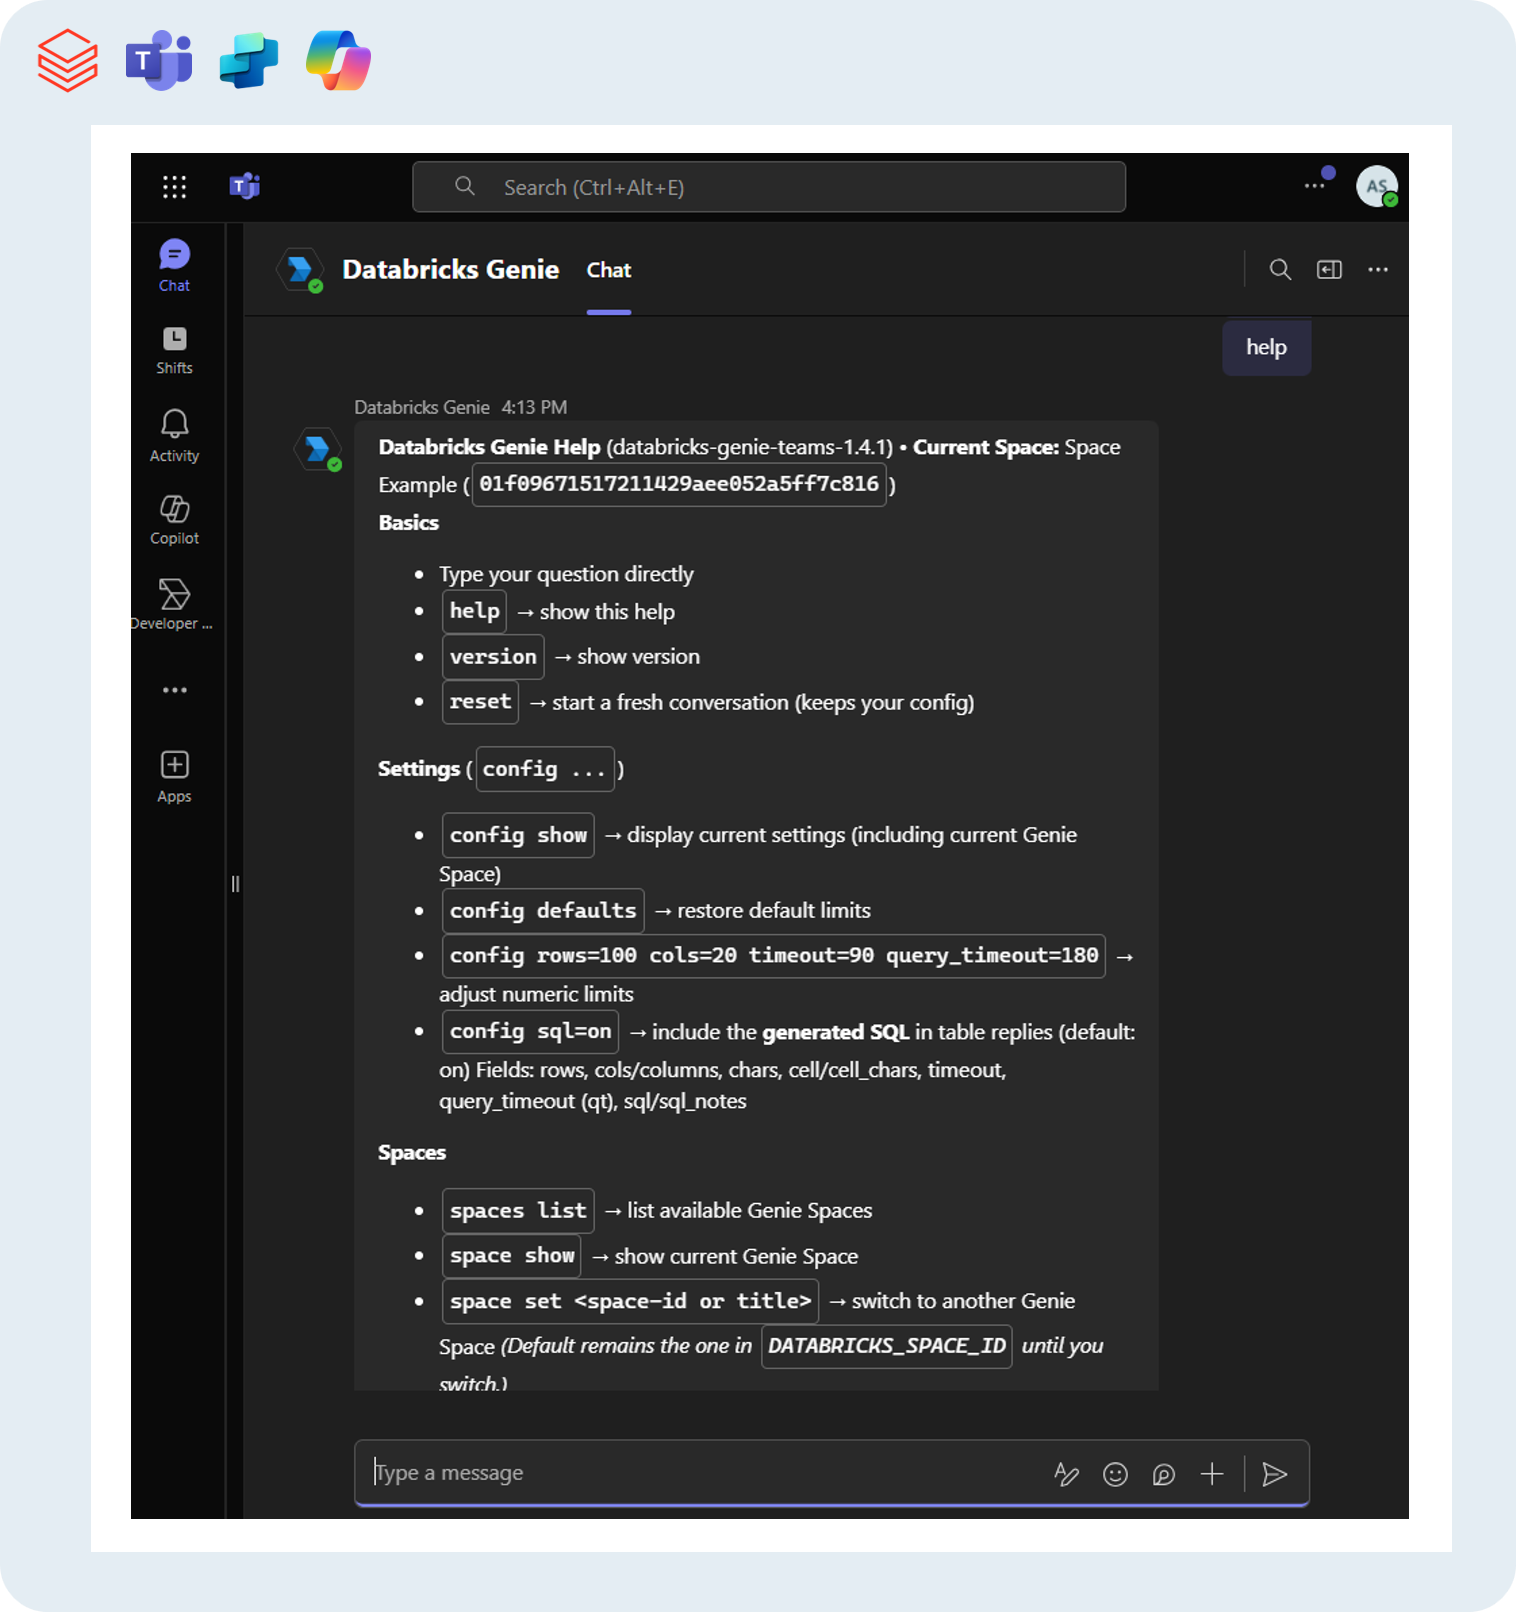 Search (Ctrl+Alt+E)
AS
Chat
Shifts
Activity
Copilot
Developer ...
Apps
Databricks Genie Chat
help
Databricks Genie 4:13 PM
Databricks Genie Help (databricks-genie-teams-1.4.1) • Current Space: Space
Example ( 01f09671517211429aee052a5ff7c816 )
Basics
• Type your question directly
• help → show this help
• version → show version
• reset → start a fresh conversation (keeps your config)
Settings ( config ... )
• config show → display current settings (including current Genie
Space)
• config defaults → restore default limits
• config rows=100 cols=20 timeout=90 query_timeout=180 →
adjust numeric limits
• config sql=on → include the generated SQL in table replies (default:
on) Fields: rows, cols/columns, chars, cell/cell_chars, timeout,
query_timeout (qt), sql/sql_notes
Spaces
• spaces list → list available Genie Spaces
• space show → show current Genie Space
• space set <space-id or title> → switch to another Genie
Space (Default remains the one in DATABRICKS_SPACE_ID until you
switch.)
Type a message